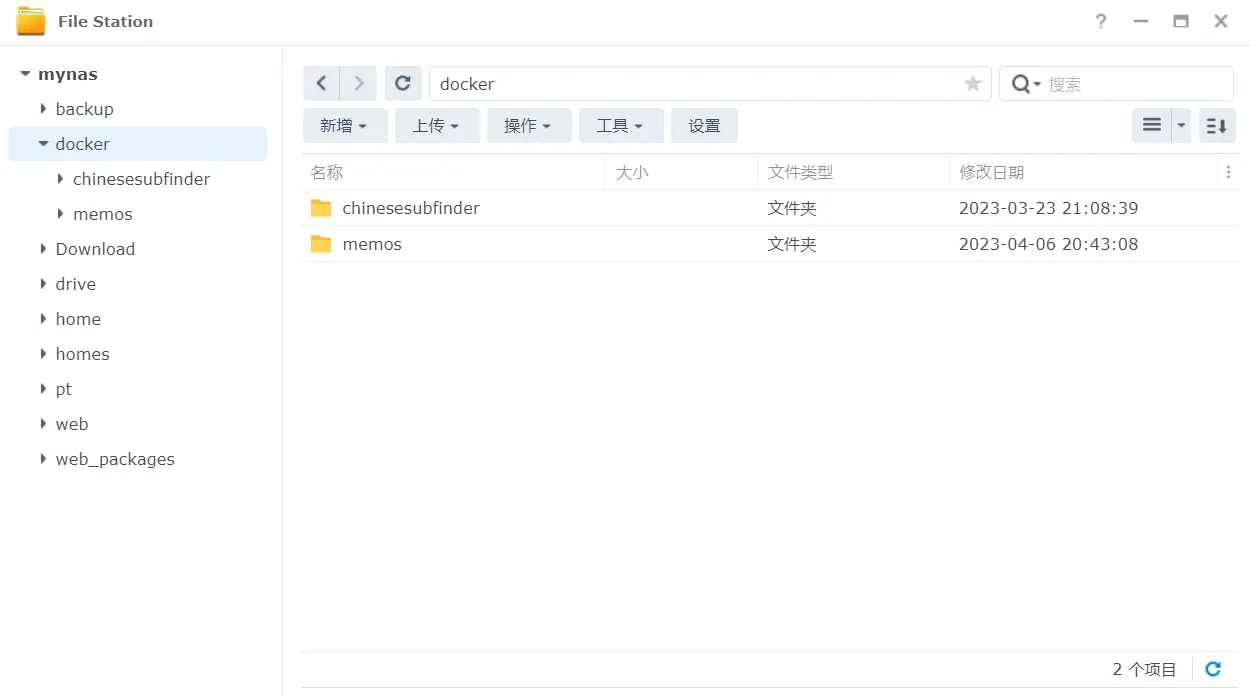 File Station
mynas
backup
docker
chinesesubfinder
memos
Download
drive
home
homes
pt
web
web_packages
docker 搜索
新增 上传 操作 工具 设置
名称 大小 文件类型 修改日期
chinesesubfinder 文件夹 2023-03-23 21:08:39
memos 文件夹 2023-04-06 20:43:08
2 个项目